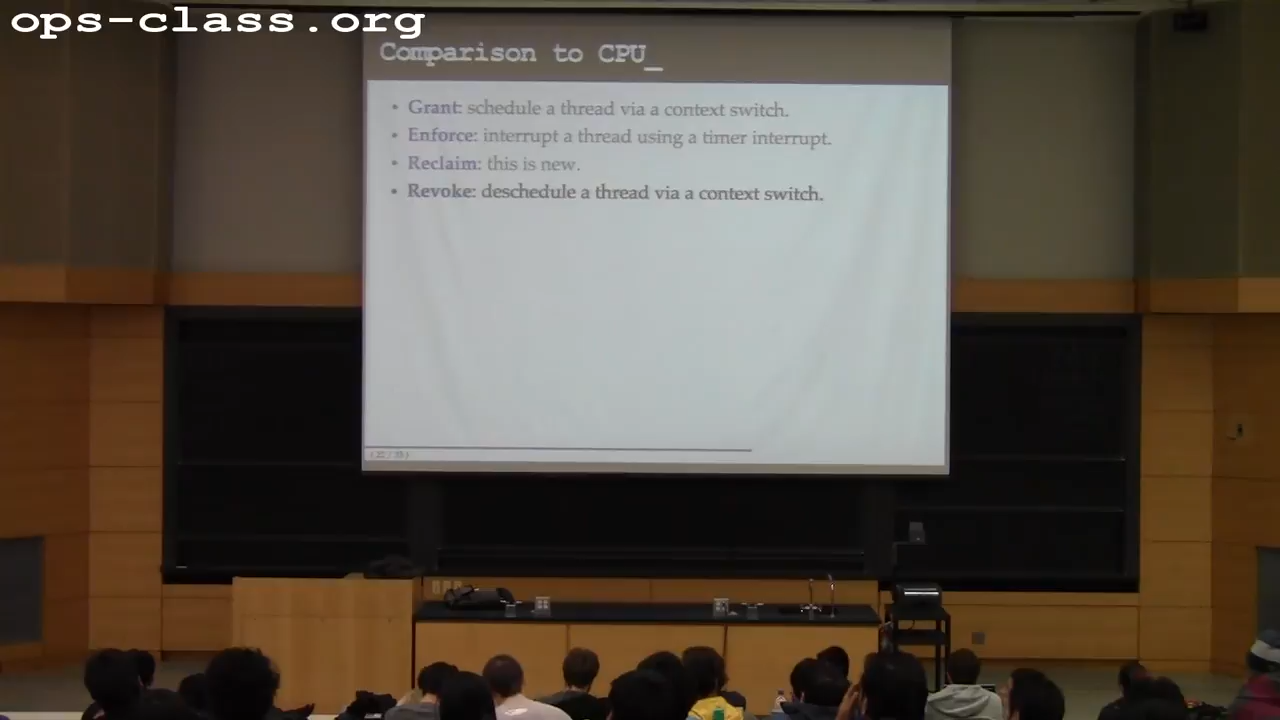 ops-class.org
Comparison to CPU_
• Grant: schedule a thread via a context switch.
• Enforce: interrupt a thread using a timer interrupt.
• Reclaim: this is new.
• Revoke: deschedule a thread via a context switch.